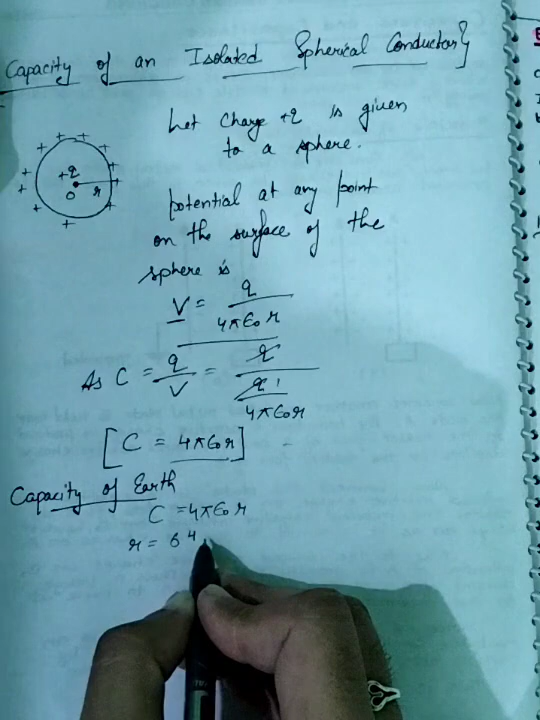 Capacity of an Isolated Spherical Conductor}
Let charge +q is given
to a sphere.
+q
O r
potential at any point
on the surface of the
sphere is
V = q / 4πε0r
As C = q/V = q / (q 1 / 4πε0r)
[C = 4πε0r]
Capacity of Earth
C = 4πε0r
r = 64